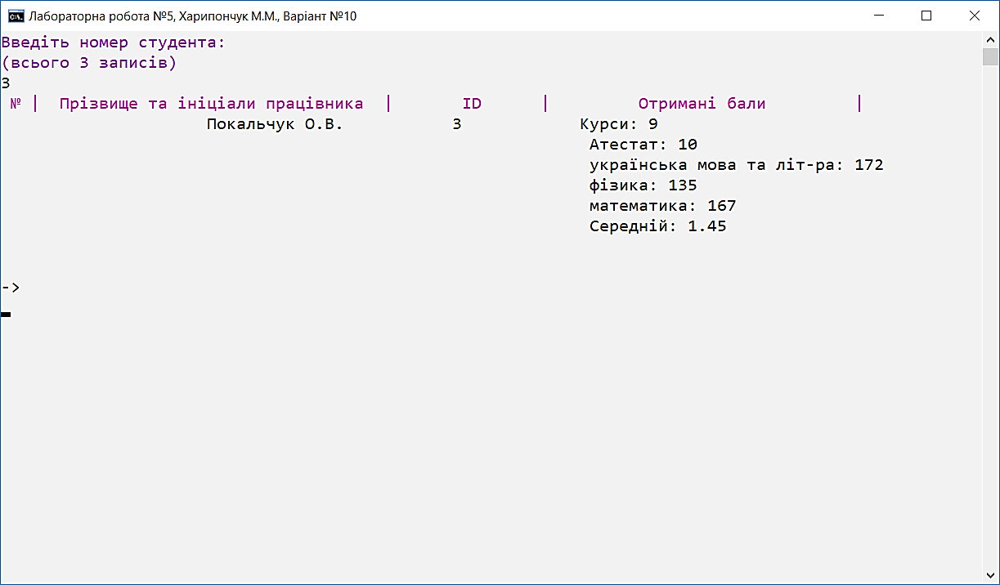 Лабораторна робота №5, Харипончук М.М., Варіант №10
Введіть номер студента:
(всього 3 записів)
3
№ | Прізвище та ініціали працівника | ID | Отримані бали |
Покальчук О.В. 3 Курси: 9
Атестат: 10
українська мова та літ-ра: 172
фізика: 135
математика: 167
Середній: 1.45
->